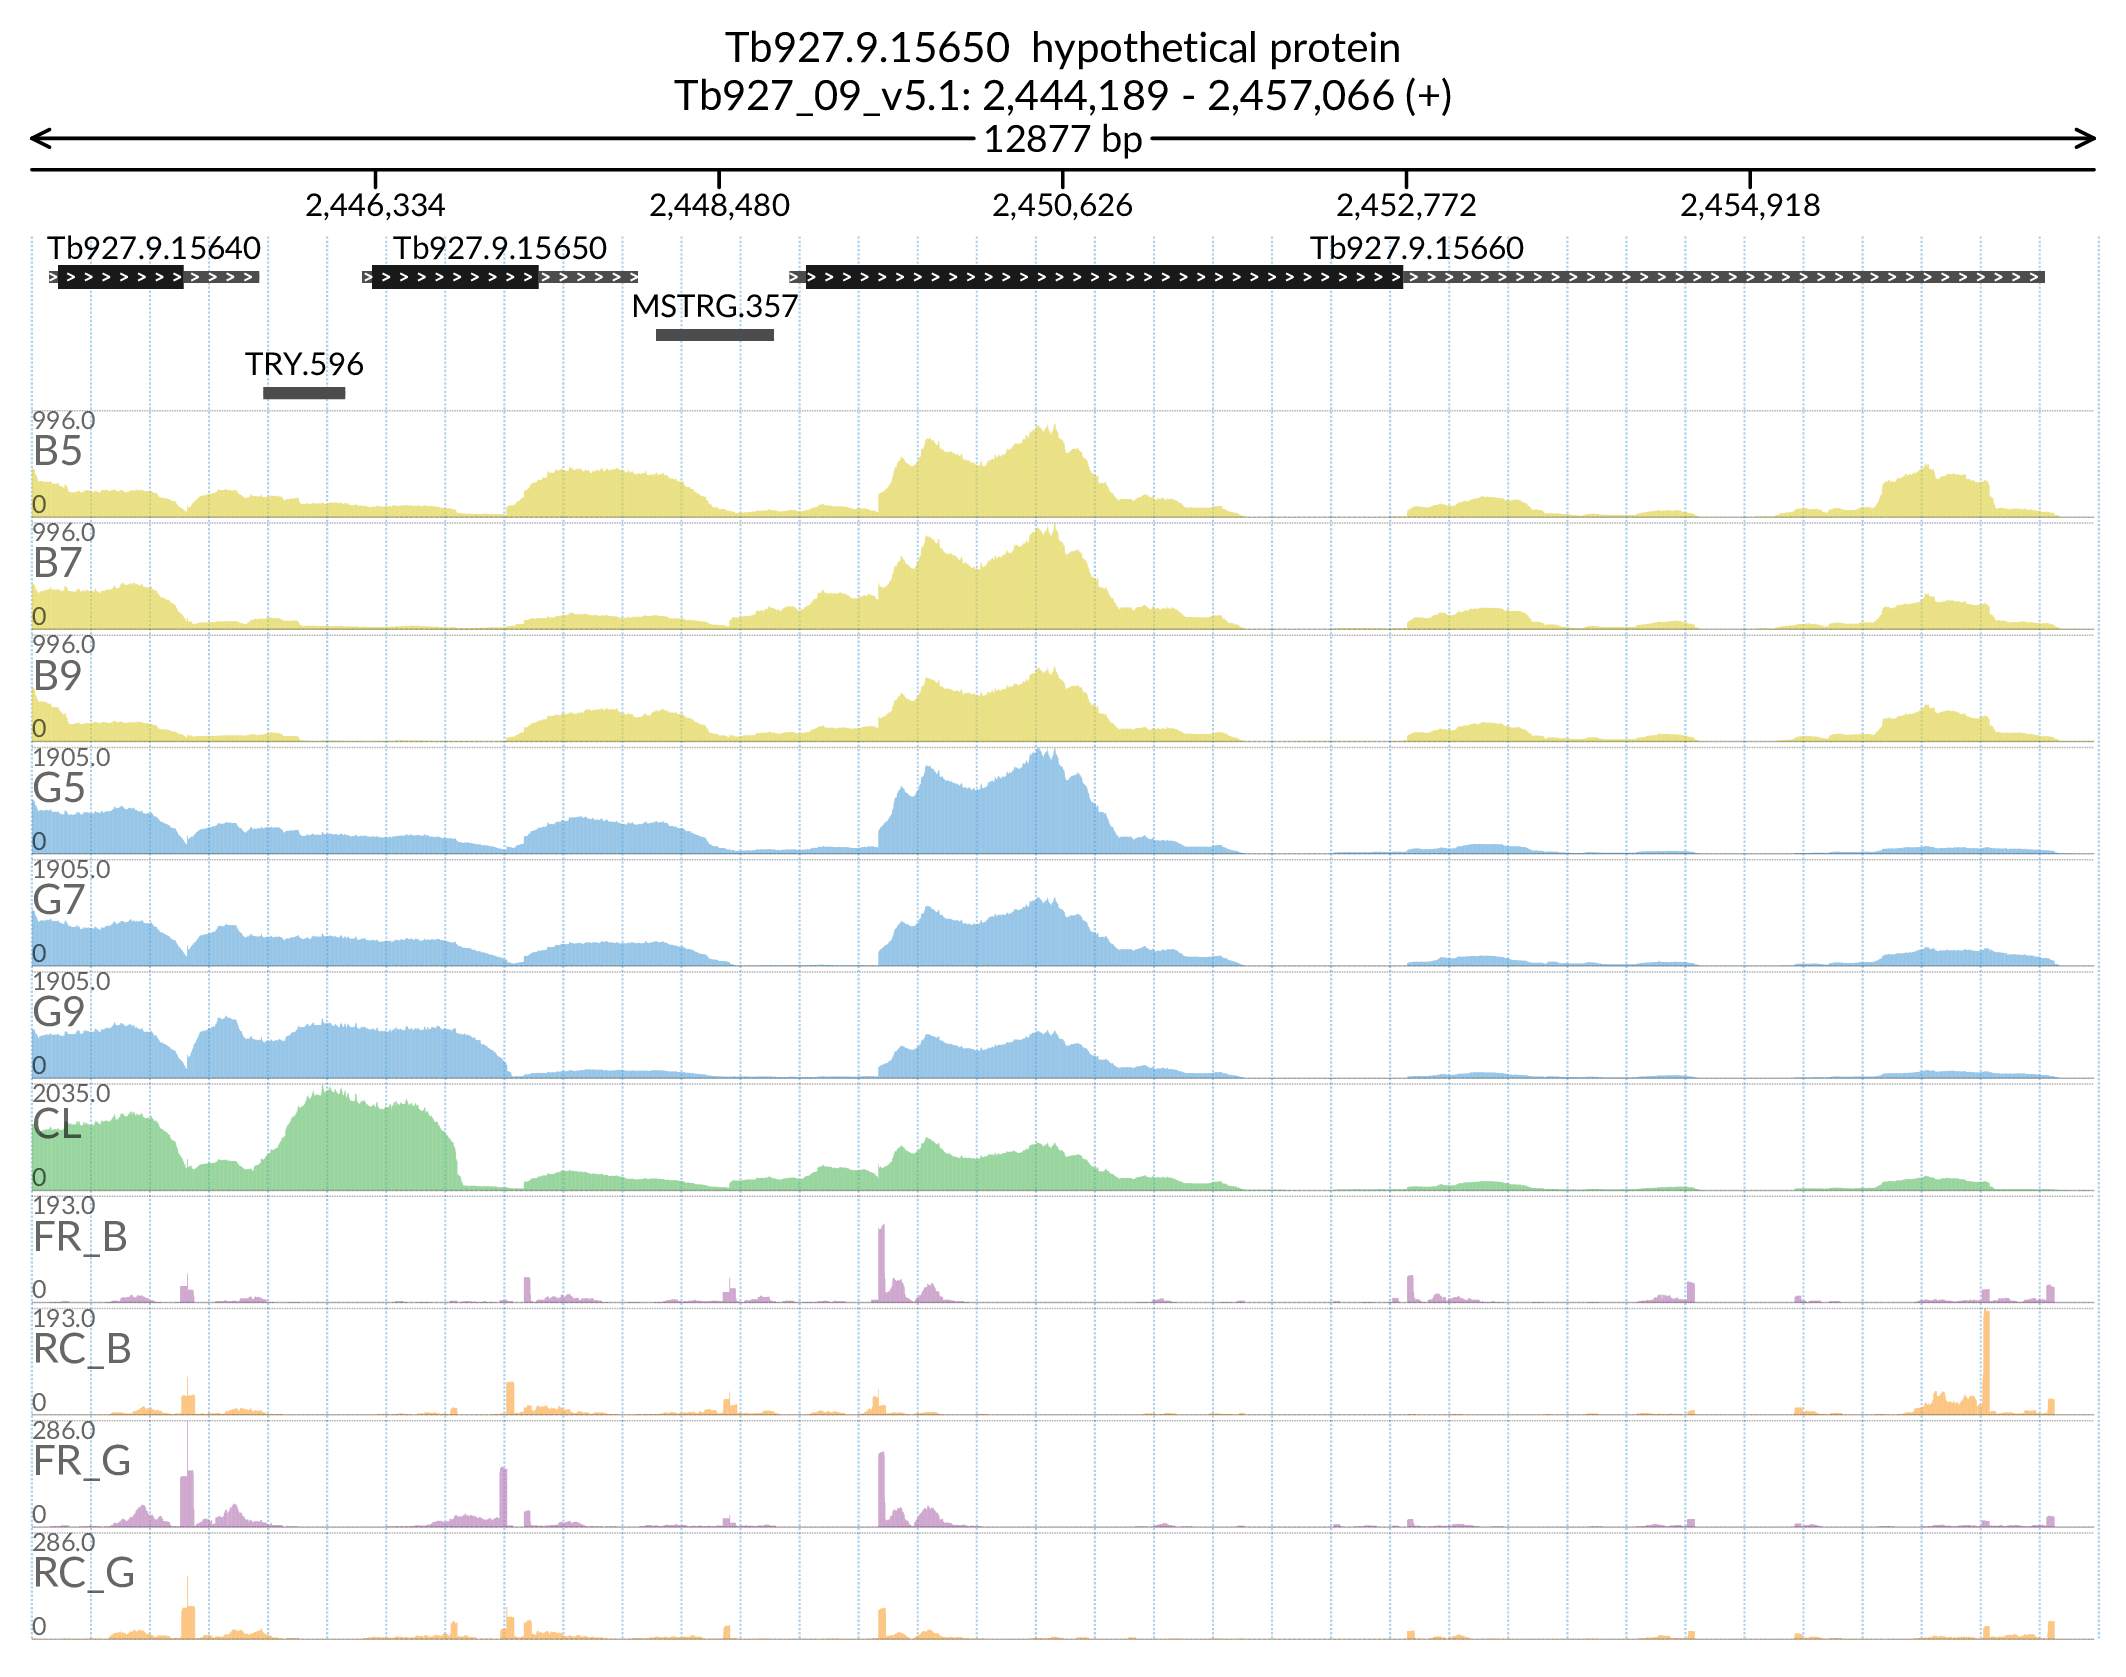 Tb927.9.15650 hypothetical protein
Tb927_09_v5.1: 2,444,189 - 2,457,066 (+)
12877 bp
2,446,334 2,448,480 2,450,626 2,452,772 2,454,918
Tb927.9.15640 Tb927.9.15650 Tb927.9.15660
MSTRG.357
TRY.596
996.0
B5
0
996.0
B7
0
996.0
B9
0
1905.0
G5
0
1905.0
G7
0
1905.0
G9
0
2035.0
CL
0
193.0
FR_B
0
193.0
RC_B
0
286.0
FR_G
0
286.0
RC_G
0